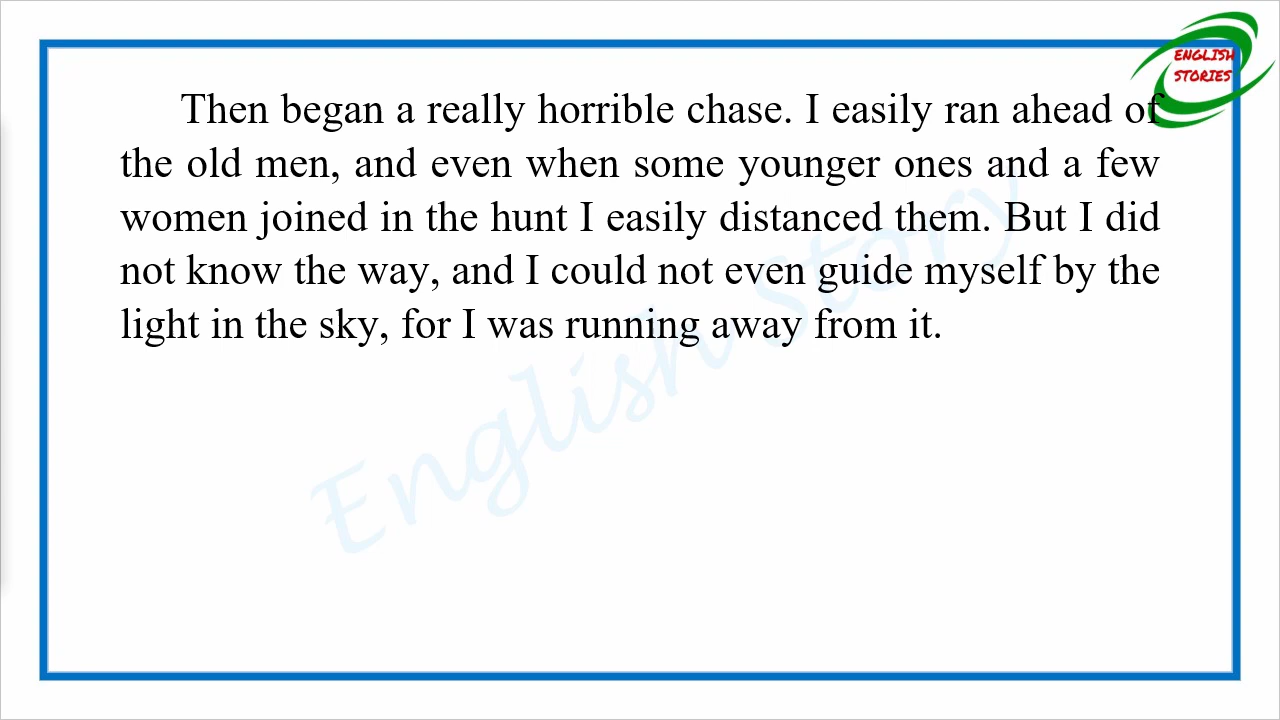 ENGLISH
STORIES
Then began a really horrible chase. I easily ran ahead of
the old men, and even when some younger ones and a few
women joined in the hunt I easily distanced them. But I did
not know the way, and I could not even guide myself by the
light in the sky, for I was running away from it.
English Story